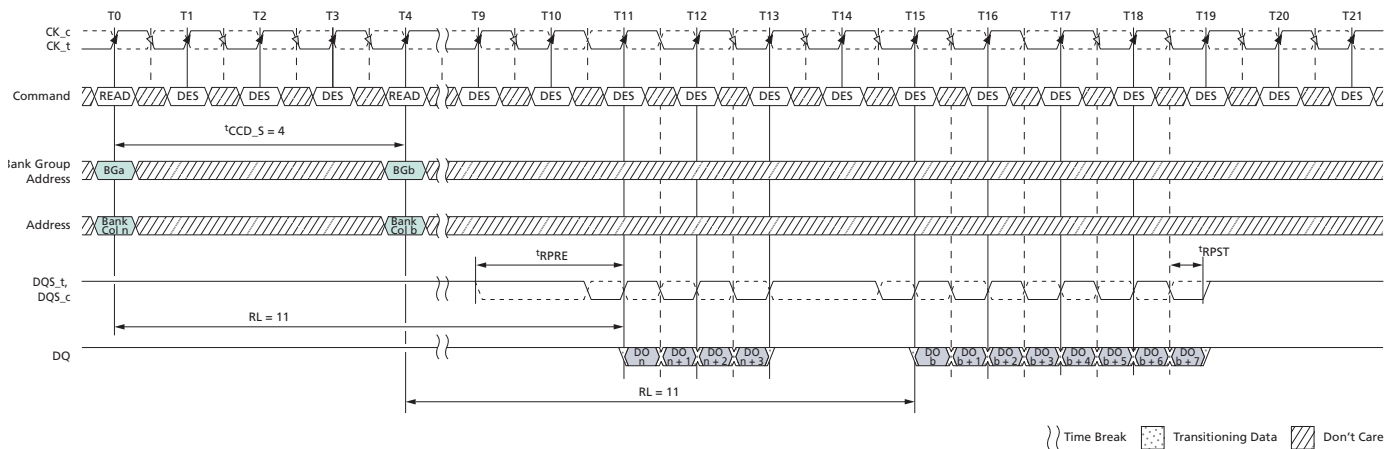 T0 T1 T2 T3 T4 T9 T10 T11 T12 T13 T14 T15 T16 T17 T18 T19 T20 T21
CK_c
CK_t
Command READ DES DES DES READ DES DES DES DES DES DES DES DES DES DES DES DES DES
tCCD_S = 4
Bank Group
Address
BGa BGb
Address
Bank
Col n
Bank
Col b
tRPRE tRPST
DQS_t,
DQS_c
RL = 11
DQ
DO
n
DO
n + 1
DO
n + 2
DO
n + 3
DO
b
DO
b + 1
DO
b + 2
DO
b + 3
DO
b + 4
DO
b + 5
DO
b + 6
DO
b + 7
RL = 11
Time Break Transitioning Data Don't Care